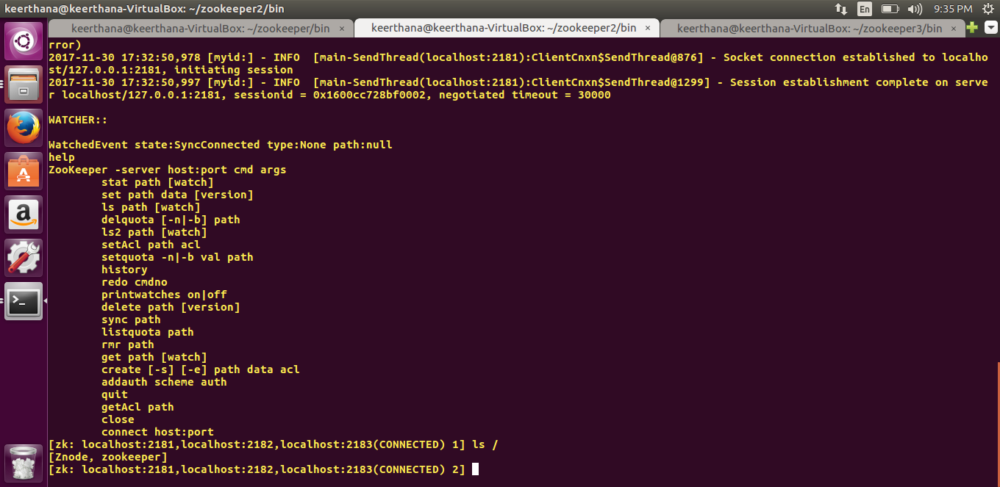 keerthana@keerthana-VirtualBox: ~/zookeeper2/bin
En
9:35 PM
keerthana@keerthana-VirtualBox: ~/zookeeper/bin ×
keerthana@keerthana-VirtualBox: ~/zookeeper2/bin ×
keerthana@keerthana-VirtualBox: ~/zookeeper3/bin ×
rror)
2017-11-30 17:32:50,978 [myid:] - INFO  [main-SendThread(localhost:2181):ClientCnxn$SendThread@876] - Socket connection established to localho
st/127.0.0.1:2181, initiating session
2017-11-30 17:32:50,997 [myid:] - INFO  [main-SendThread(localhost:2181):ClientCnxn$SendThread@1299] - Session establishment complete on serve
r localhost/127.0.0.1:2181, sessionid = 0x1600cc728bf0002, negotiated timeout = 30000
WATCHER::
WatchedEvent state:SyncConnected type:None path:null
help
ZooKeeper -server host:port cmd args
stat path [watch]
set path data [version]
ls path [watch]
delquota [-n|-b] path
ls2 path [watch]
setAcl path acl
setquota -n|-b val path
history
redo cmdno
printwatches on|off
delete path [version]
sync path
listquota path
rmr path
get path [watch]
create [-s] [-e] path data acl
addauth scheme auth
quit
getAcl path
close
connect host:port
[zk: localhost:2181,localhost:2182,localhost:2183(CONNECTED) 1] ls /
[Znode, zookeeper]
[zk: localhost:2181,localhost:2182,localhost:2183(CONNECTED) 2]